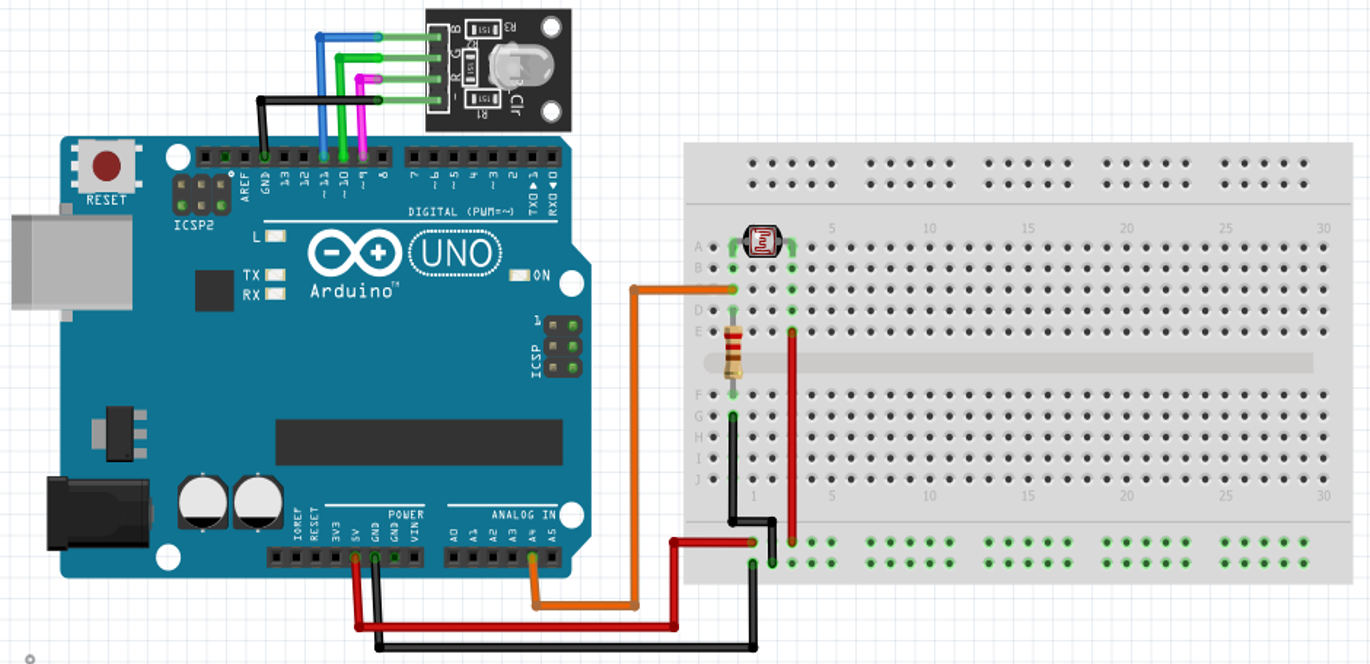 B
G
R
-
R3
R2
151
151
151
R1
Clr
RESET
ICSP2
AREF
GND
13
12
~11
~10
~9
8
7
~6
~5
4
~3
2
TX0▶1
RX0◀0
DIGITAL (PWM=~)
L
TX
RX
Arduino™
UNO
ON
1
ICSP
IOREF
RESET
3V3
5V
GND
GND
VIN
POWER
A0
A1
A2
A3
A4
A5
ANALOG IN
5
10
15
20
25
30
A
B
D
E
F
G
H
I
J
1
5
10
15
20
25
30